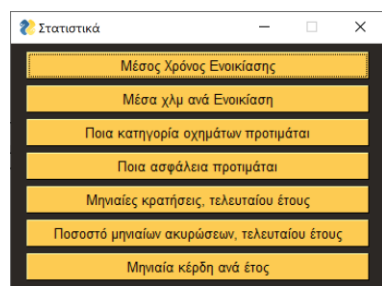 Στατιστικά
Μέσος Χρόνος Ενοικίασης
Μέσα χλμ ανά Ενοικίαση
Ποια κατηγορία οχημάτων προτιμάται
Ποια ασφάλεια προτιμάται
Μηνιαίες κρατήσεις, τελευταίου έτους
Ποσοστό μηνιαίων ακυρώσεων, τελευταίου έτους
Μηνιαία κέρδη ανά έτος